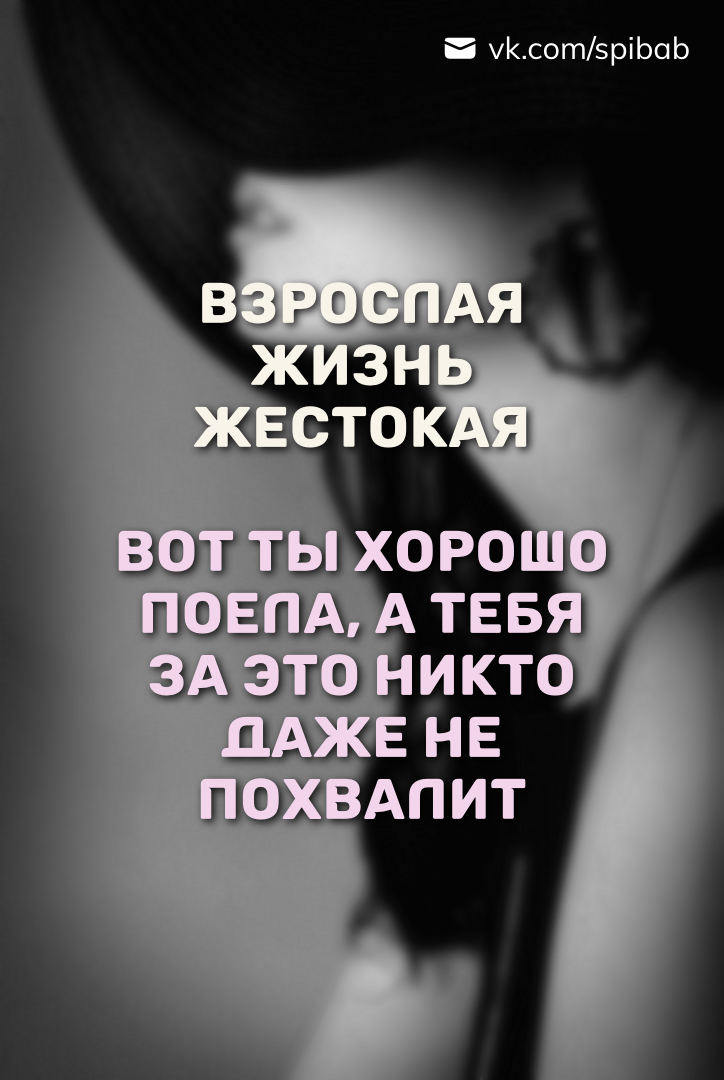 vk.com/spibab
ВЗРОСЛАЯ
ЖИЗНЬ
ЖЕСТОКАЯ
ВОТ ТЫ ХОРОШО
ПОЕЛА, А ТЕБЯ
ЗА ЭТО НИКТО
ДАЖЕ НЕ
ПОХВАЛИТ